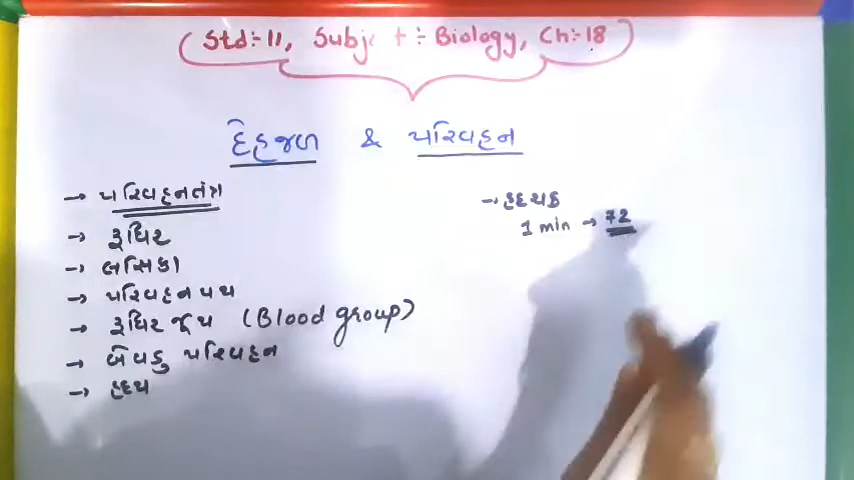 (Std:- 11, Subject:- Biology, Ch:- 18)
દેહજળ & પરિવહન
→ પરિવહનતંત્ર
→ રૂધિર
→ લસિકા
→ પરિવહન પથ
→ રૂધિર જૂથ (Blood group)
→ બેવડુ પરિવહન
→ હૃદય
→ હૃદચક્ર
1 min → 72